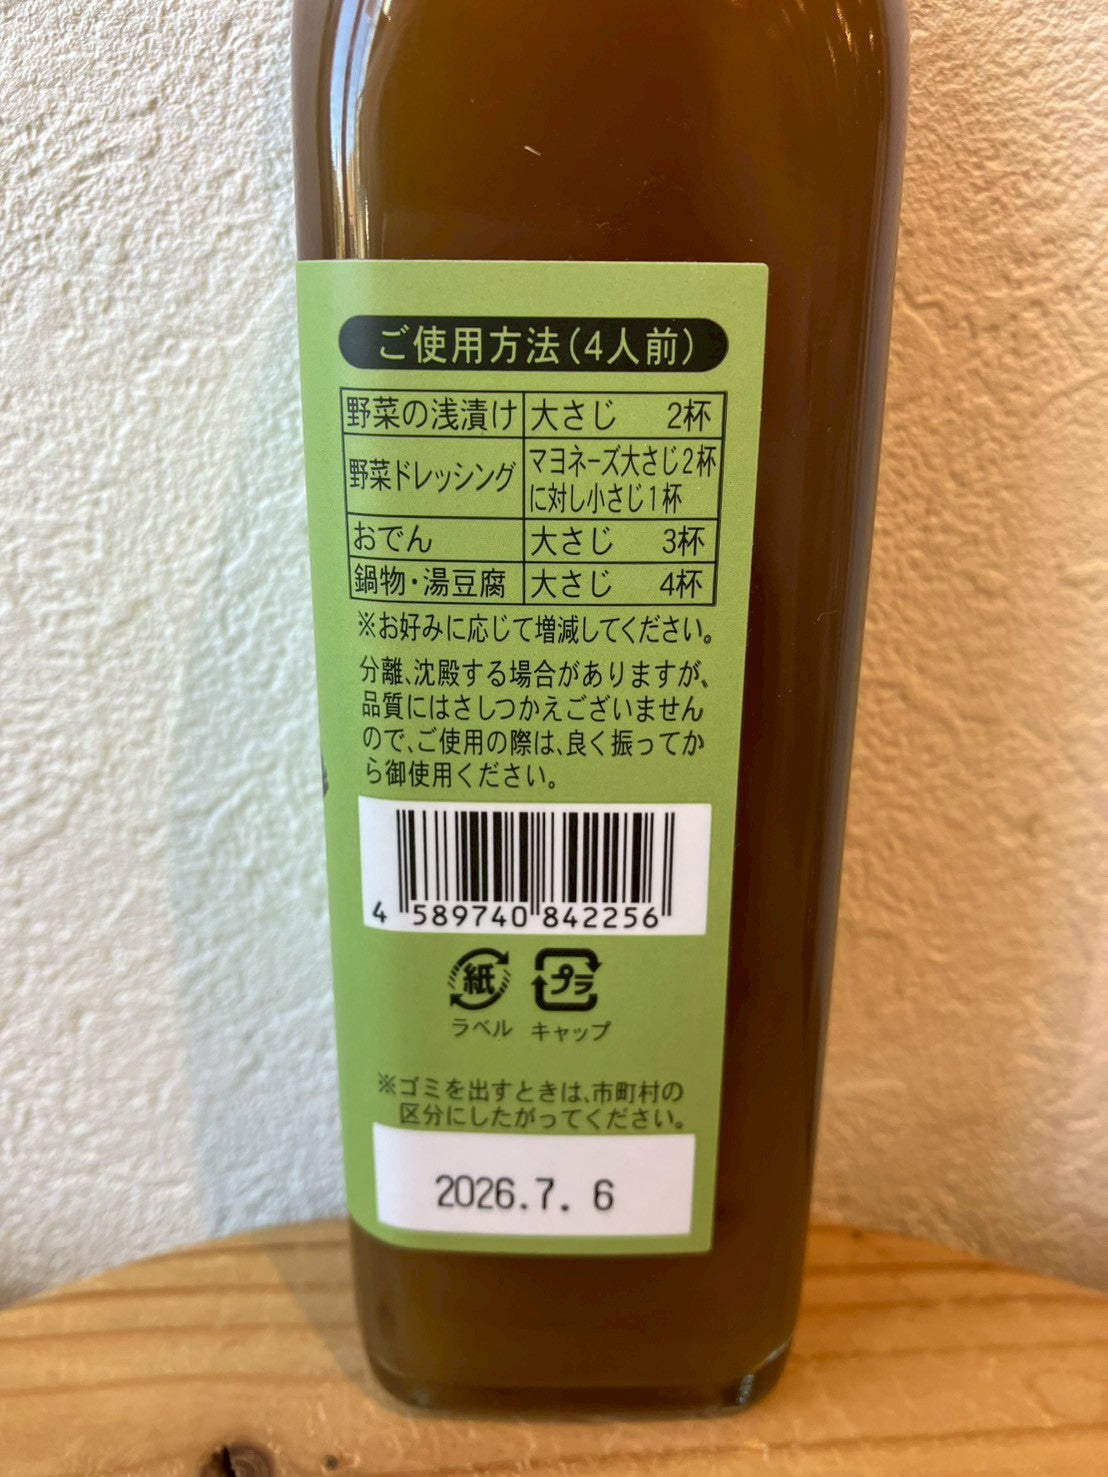 ご使用方法(4人前)
野菜の浅漬け 大さじ 2杯
野菜ドレッシング マヨネーズ大さじ2杯
に対し小さじ1杯
おでん 大さじ 3杯
鍋物・湯豆腐 大さじ 4杯
※お好みに応じて増減してください。
分離、沈殿する場合がありますが、
品質にはさしつかえございません
ので、ご使用の際は、良く振ってか
ら御使用ください。
4 589740 842256
紙 プラ
ラベル キャップ
※ゴミを出すときは、市町村の
区分にしたがってください。
2026.7. 6